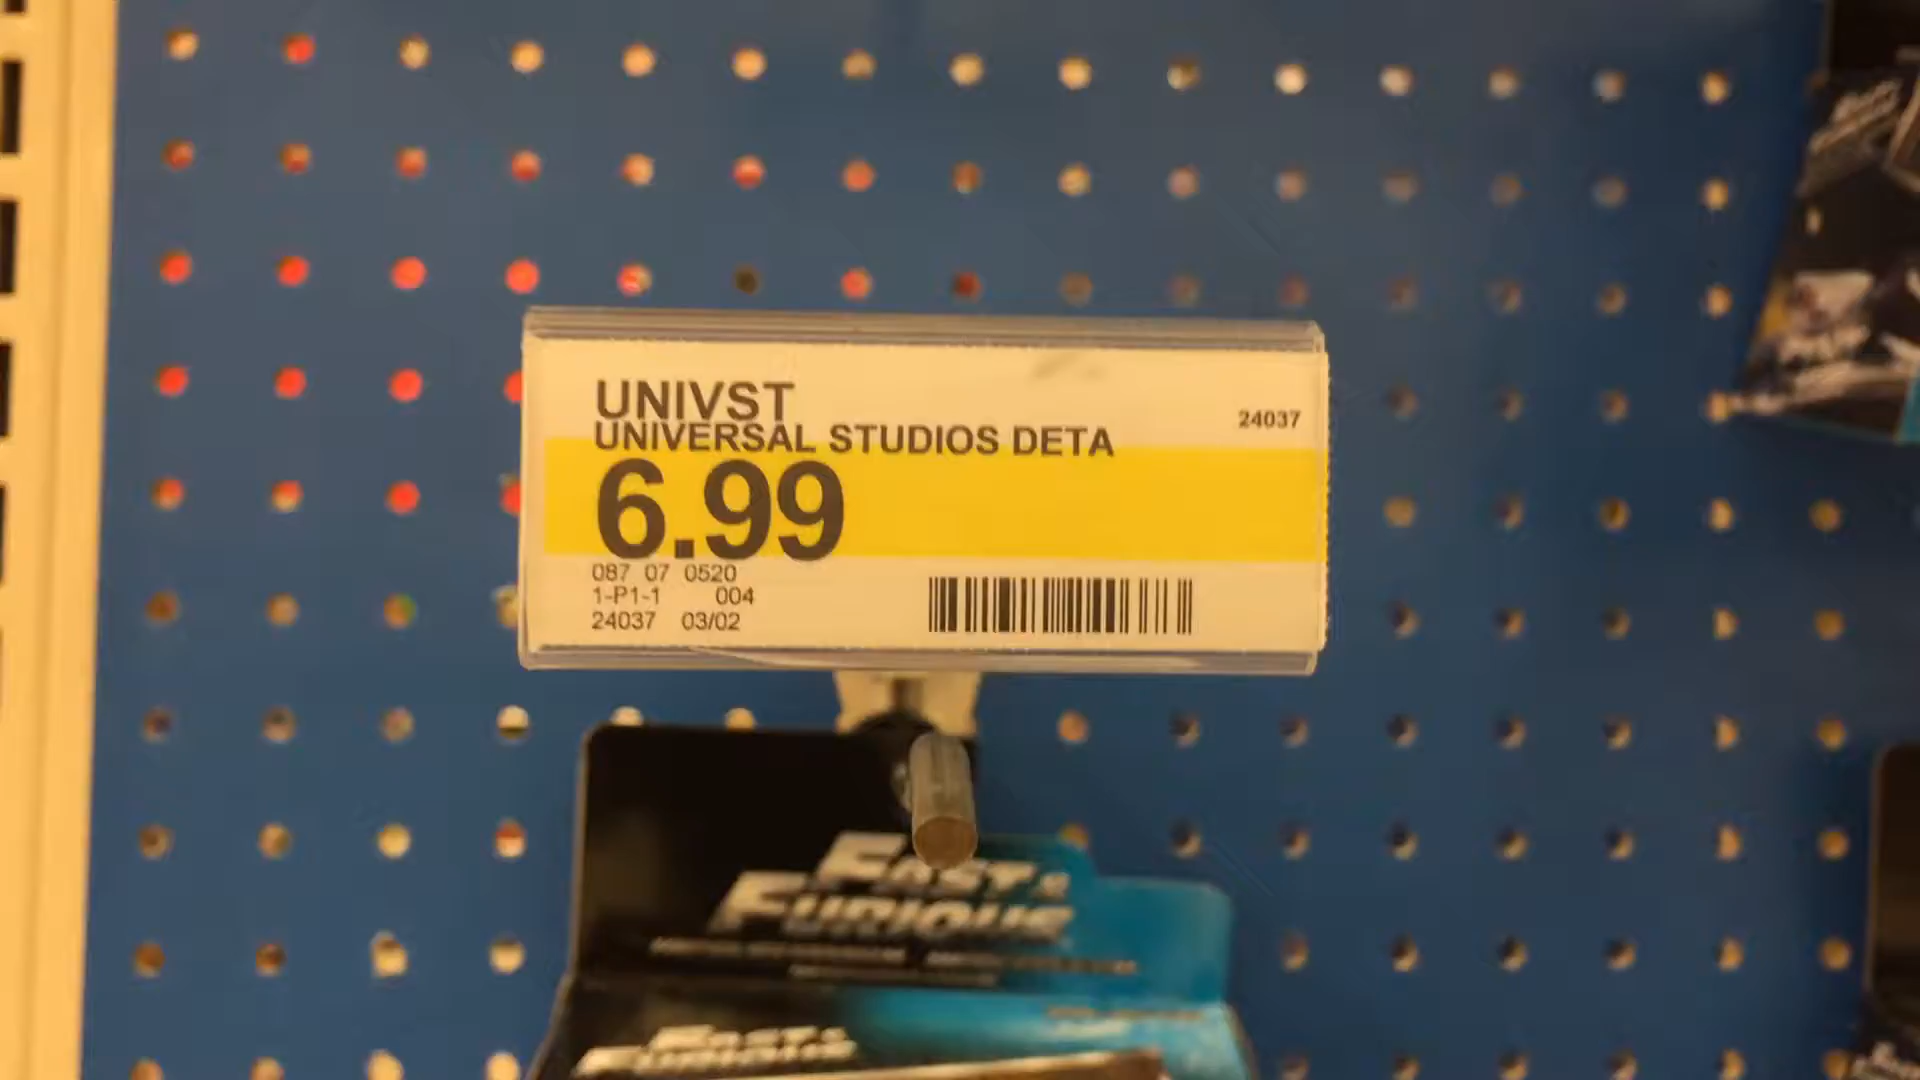 UNIVST
24037
UNIVERSAL STUDIOS DETA
6.99
087 07 0520
1-P1-1 004
24037 03/02
FAST &
FURIOUS
FAST &
FURIOUS